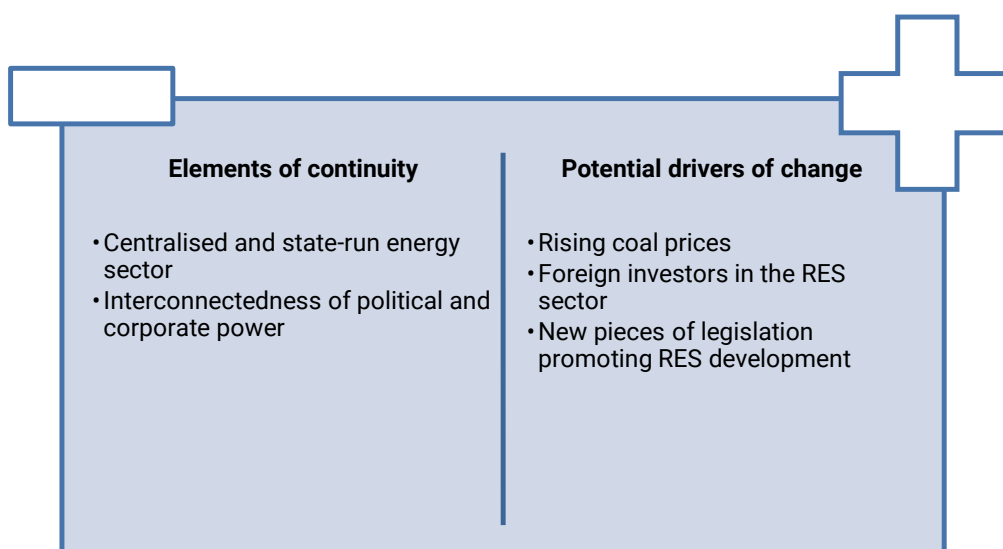 Elements of continuity
•Centralised and state-run energy
sector
•Interconnectedness of political and
corporate power
Potential drivers of change
•Rising coal prices
•Foreign investors in the RES
sector
•New pieces of legislation
promoting RES development